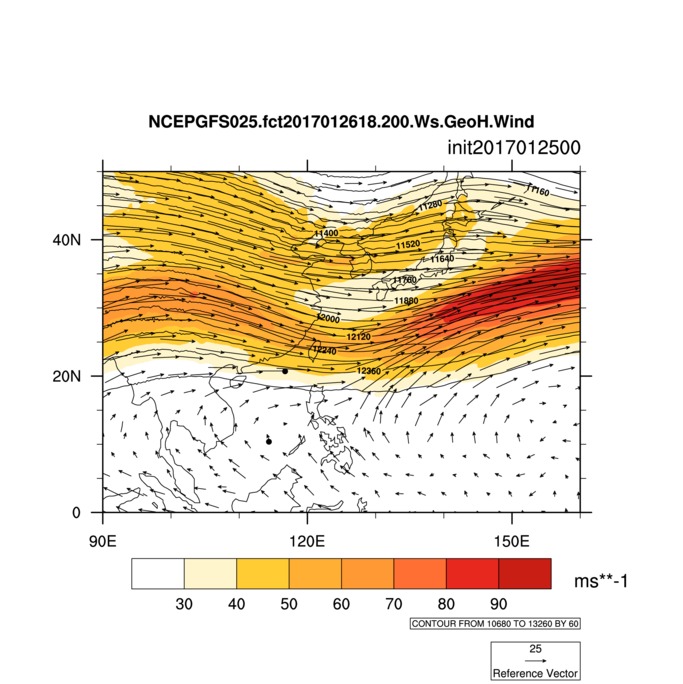 NCEPGFS025.fct2017012618.200.Ws.GeoH.Wind
init2017012500
11160
11280
11400
11520
11640
11760
11880
12000
12120
12240
12360
40N
20N
0
90E 120E 150E
30 40 50 60 70 80 90
ms**-1
CONTOUR FROM 10680 TO 13260 BY 60
25
Reference Vector